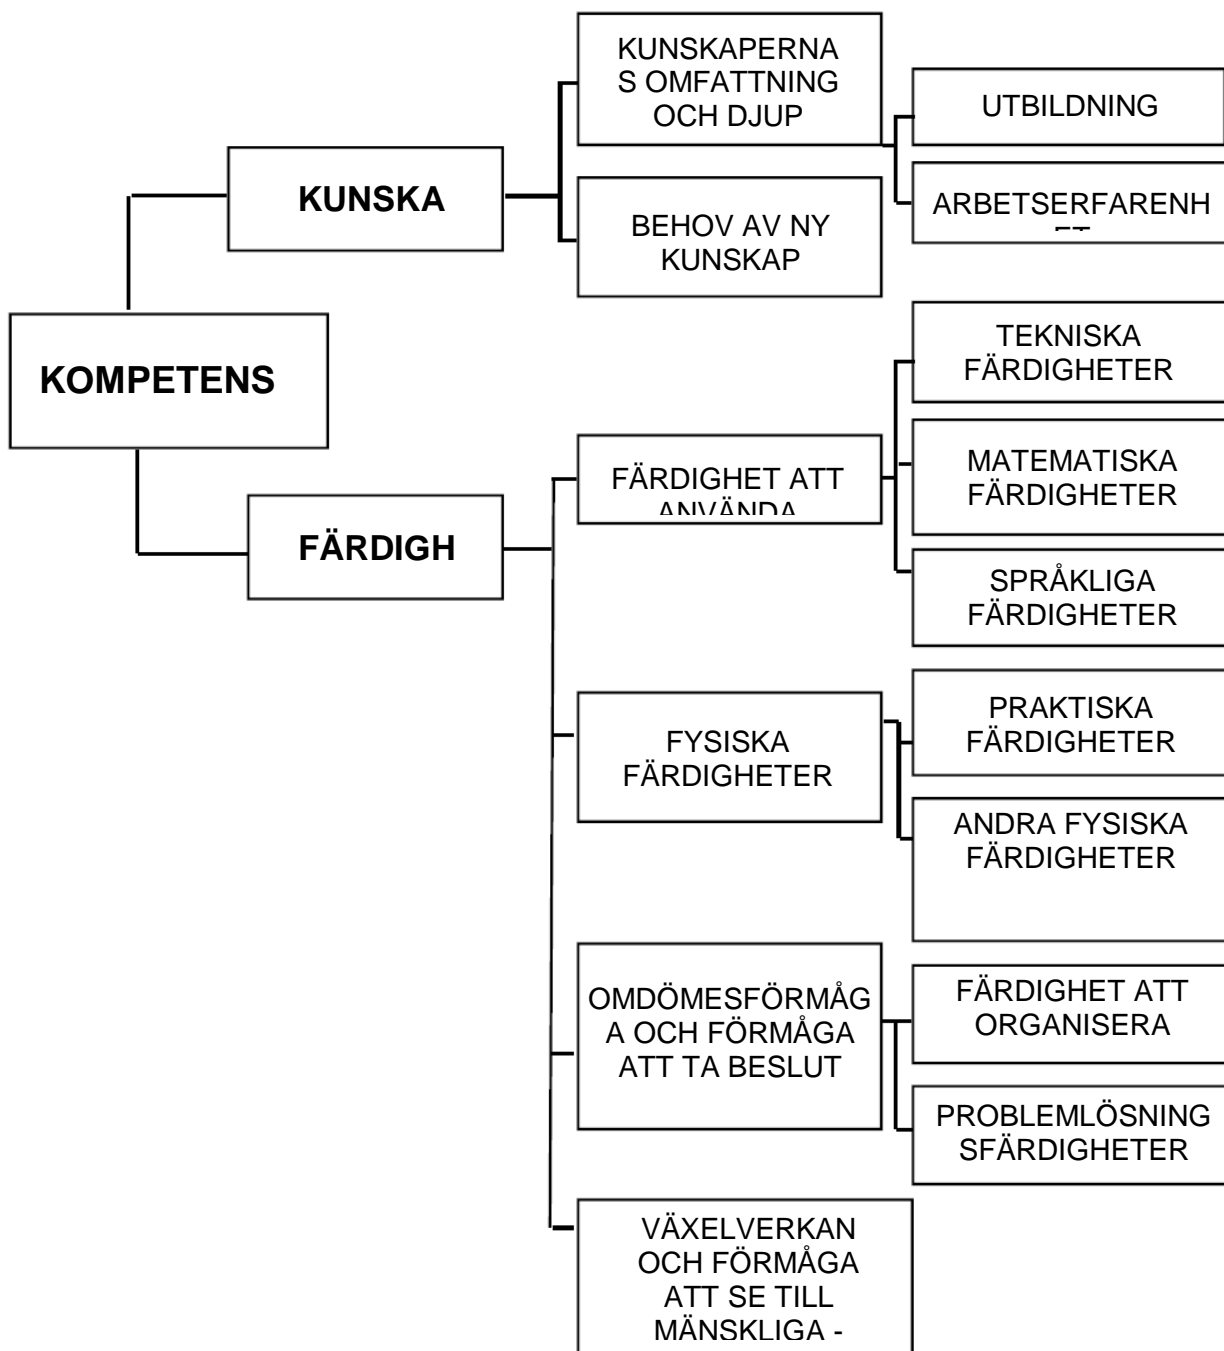 KUNSKAPERNA
S OMFATTNING
OCH DJUP
UTBILDNING
KUNSKA
ARBETSERFARENH
BEHOV AV NY
KUNSKAP
TEKNISKA
FÄRDIGHETER
KOMPETENS
MATEMATISKA
FÄRDIGHETER
FÄRDIGHET ATT
ANVÄNDA
FÄRDIGH
SPRÅKLIGA
FÄRDIGHETER
PRAKTISKA
FÄRDIGHETER
FYSISKA
FÄRDIGHETER
ANDRA FYSISKA
FÄRDIGHETER
OMDÖMESFÖRMÅG
A OCH FÖRMÅGA
ATT TA BESLUT
FÄRDIGHET ATT
ORGANISERA
PROBLEMLÖSNING
SFÄRDIGHETER
VÄXELVERKAN
OCH FÖRMÅGA
ATT SE TILL
MÄNSKLIGA -